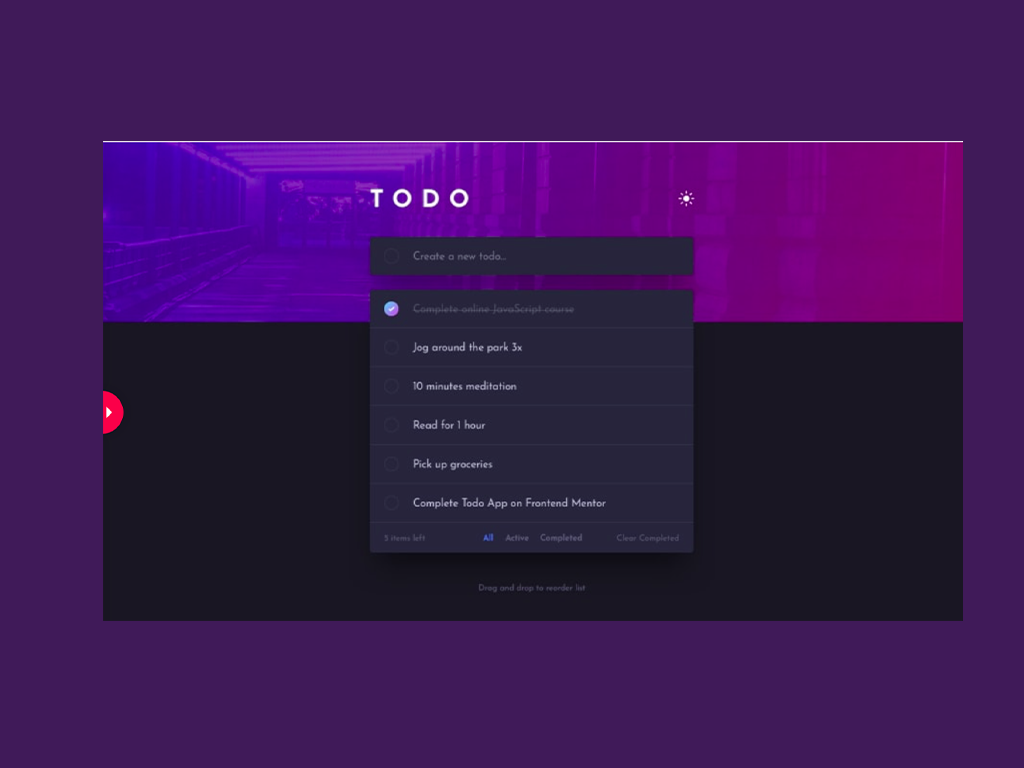 TODO
Create a new todo...
Complete online JavaScript course
Jog around the park 3x
10 minutes meditation
Read for 1 hour
Pick up groceries
Complete Todo App on Frontend Mentor
5 items left All Active Completed Clear Completed
Drag and drop to reorder list